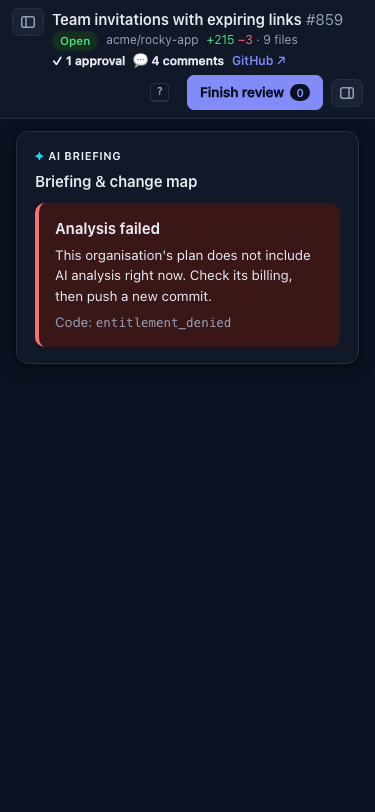 Team invitations with expiring links #859
Open acme/rocky-app +215 −3 · 9 files
✓ 1 approval 💬 4 comments GitHub ↗
? Finish review 0
✦ AI BRIEFING
Briefing & change map
Analysis failed
This organisation's plan does not include
AI analysis right now. Check its billing,
then push a new commit.
Code: entitlement_denied